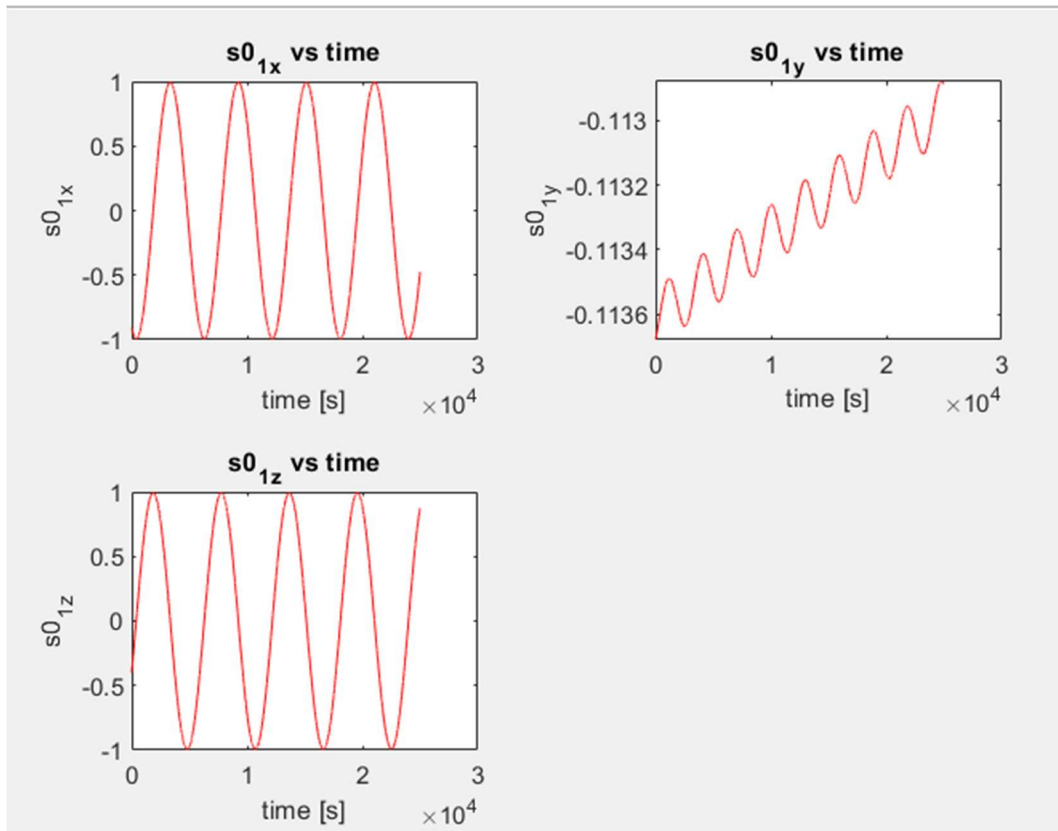 s0_1x vs time
1
0.5
0
-0.5
-1
s0_1x
0 1 2 3
time [s]
×10^4
s0_1y vs time
-0.113
-0.1132
-0.1134
-0.1136
s0_1y
0 1 2 3
time [s]
×10^4
s0_1z vs time
1
0.5
0
-0.5
-1
s0_1z
0 1 2 3
time [s]
×10^4